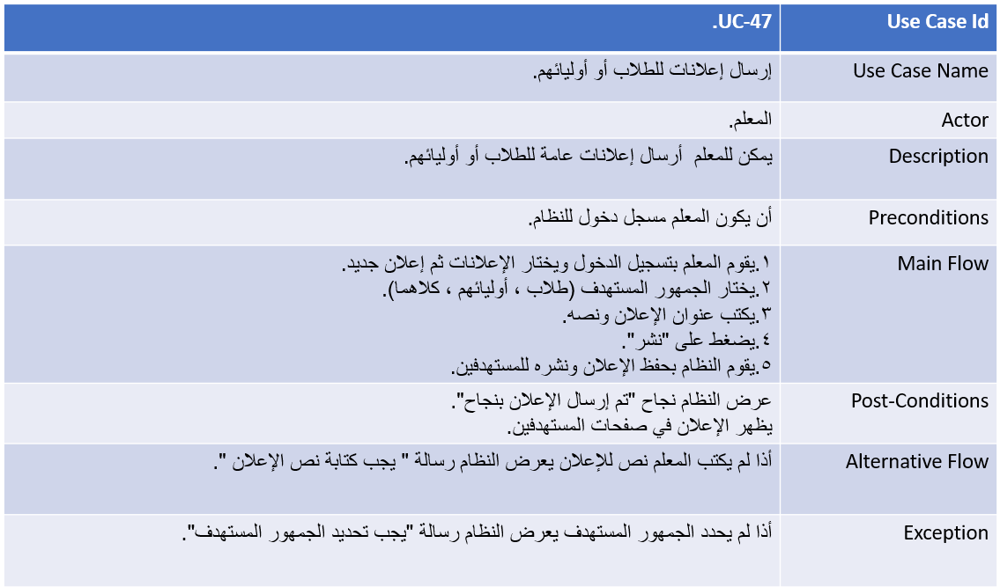 Use Case Id UC-47.
Use Case Name إرسال إعلانات للطلاب أو أوليائهم.
Actor المعلم.
Description يمكن للمعلم  أرسال إعلانات عامة للطلاب أو أوليائهم.
Preconditions أن يكون المعلم مسجل دخول للنظام.
Main Flow ١.يقوم المعلم بتسجيل الدخول ويختار الإعلانات ثم إعلان جديد.
٢.يختار الجمهور المستهدف (طلاب ، أوليائهم ، كلاهما).
٣.يكتب عنوان الإعلان ونصه.
٤.يضغط على "نشر".
٥.يقوم النظام بحفظ الإعلان ونشره للمستهدفين.
Post-Conditions عرض النظام نجاح "تم إرسال الإعلان بنجاح".
يظهر الإعلان في صفحات المستهدفين.
Alternative Flow أذا لم يكتب المعلم نص للإعلان يعرض النظام رسالة " يجب كتابة نص الإعلان ".
Exception أذا لم يحدد الجمهور المستهدف يعرض النظام رسالة "يجب تحديد الجمهور المستهدف".